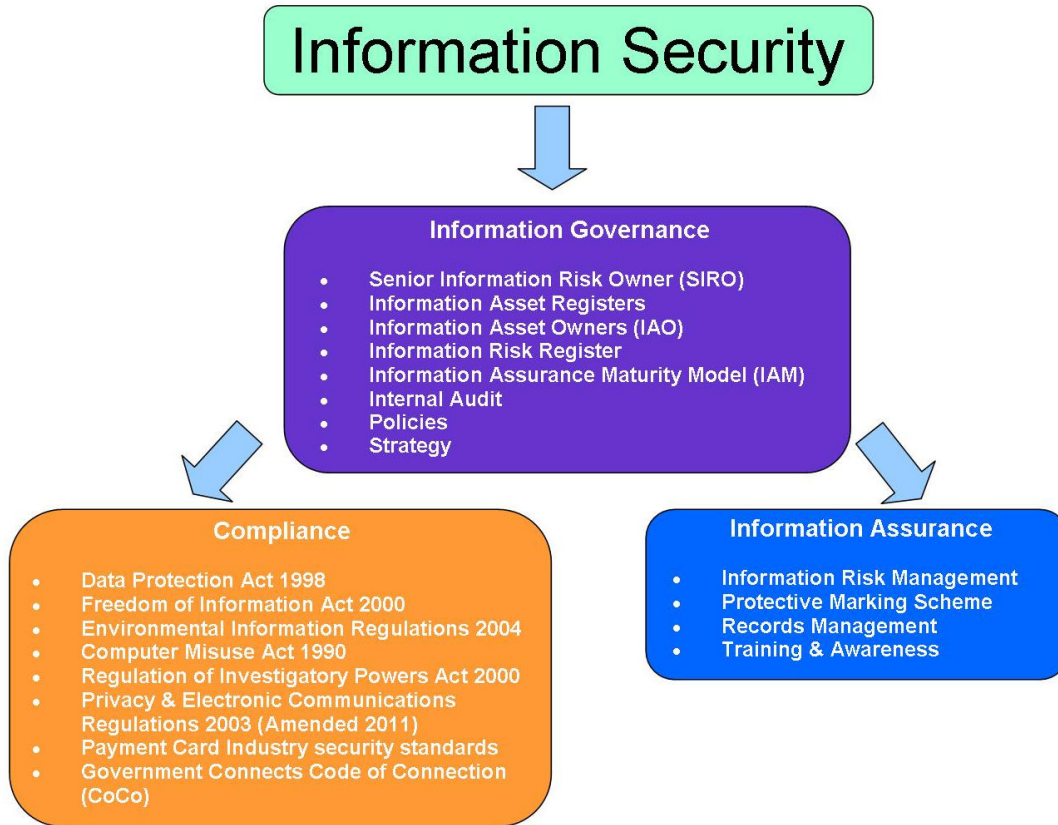 Information Security
Information Governance
• Senior Information Risk Owner (SIRO)
• Information Asset Registers
• Information Asset Owners (IAO)
• Information Risk Register
• Information Assurance Maturity Model (IAM)
• Internal Audit
• Policies
• Strategy
Compliance
• Data Protection Act 1998
• Freedom of Information Act 2000
• Environmental Information Regulations 2004
• Computer Misuse Act 1990
• Regulation of Investigatory Powers Act 2000
• Privacy & Electronic Communications
Regulations 2003 (Amended 2011)
• Payment Card Industry security standards
• Government Connects Code of Connection
(CoCo)
Information Assurance
• Information Risk Management
• Protective Marking Scheme
• Records Management
• Training & Awareness